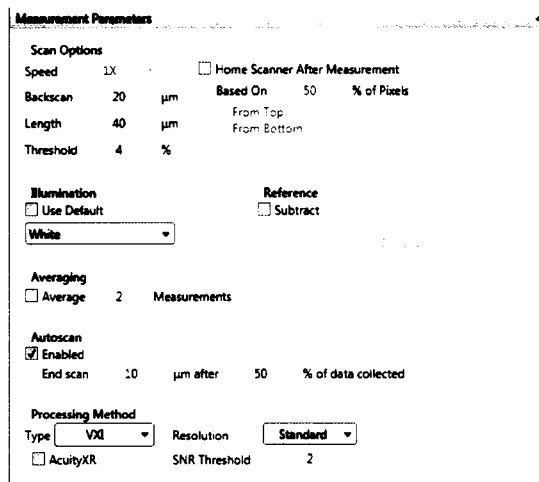 Measurement Parameters
Scan Options
Speed 1X
Home Scanner After Measurement
Backscan 20 µm
Based On 50 % of Pixels
From Top
Length 40 µm
From Bottom
Threshold 4 %
Illumination
Reference
Use Default
Subtract
White
Averaging
Average 2 Measurements
Autoscan
Enabled
End scan 10 µm after 50 % of data collected
Processing Method
Type VXI Resolution Standard
AcuityXR SNR Threshold 2